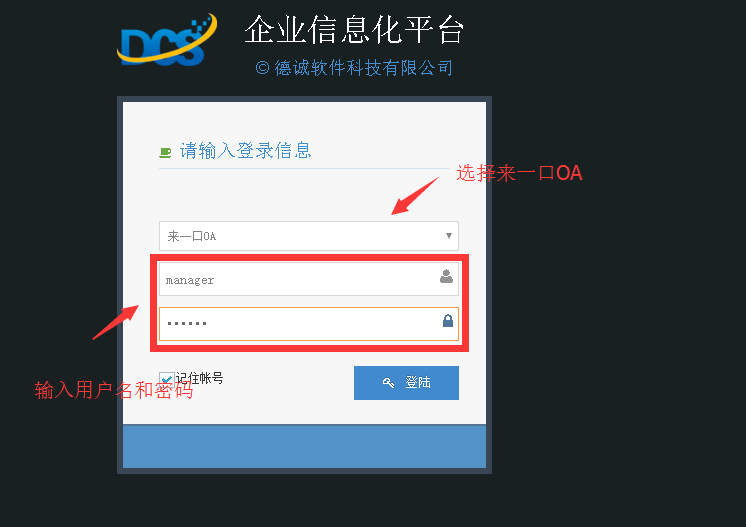 DCS
企业信息化平台
© 德诚软件科技有限公司
请输入登录信息
选择来一口OA
来一口OA
manager
••••••
输入用户名和密码
记住帐号
登陆